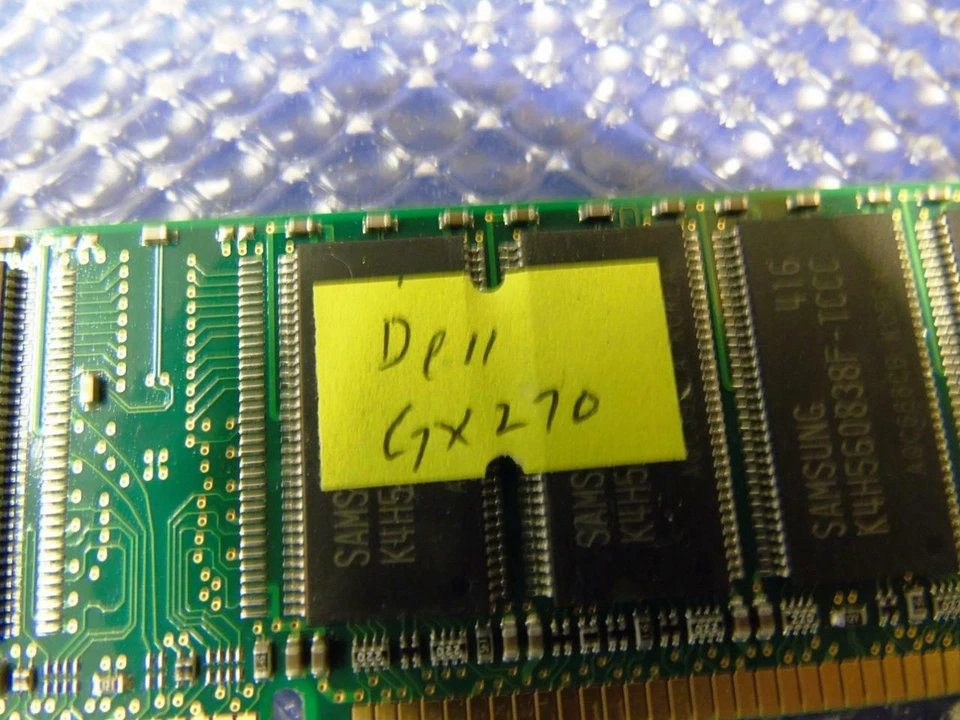 Dell
GX270
SAMS
K4H5
SAMS
K4H5
416
SAMSUNG
K4H560838F-TCCC